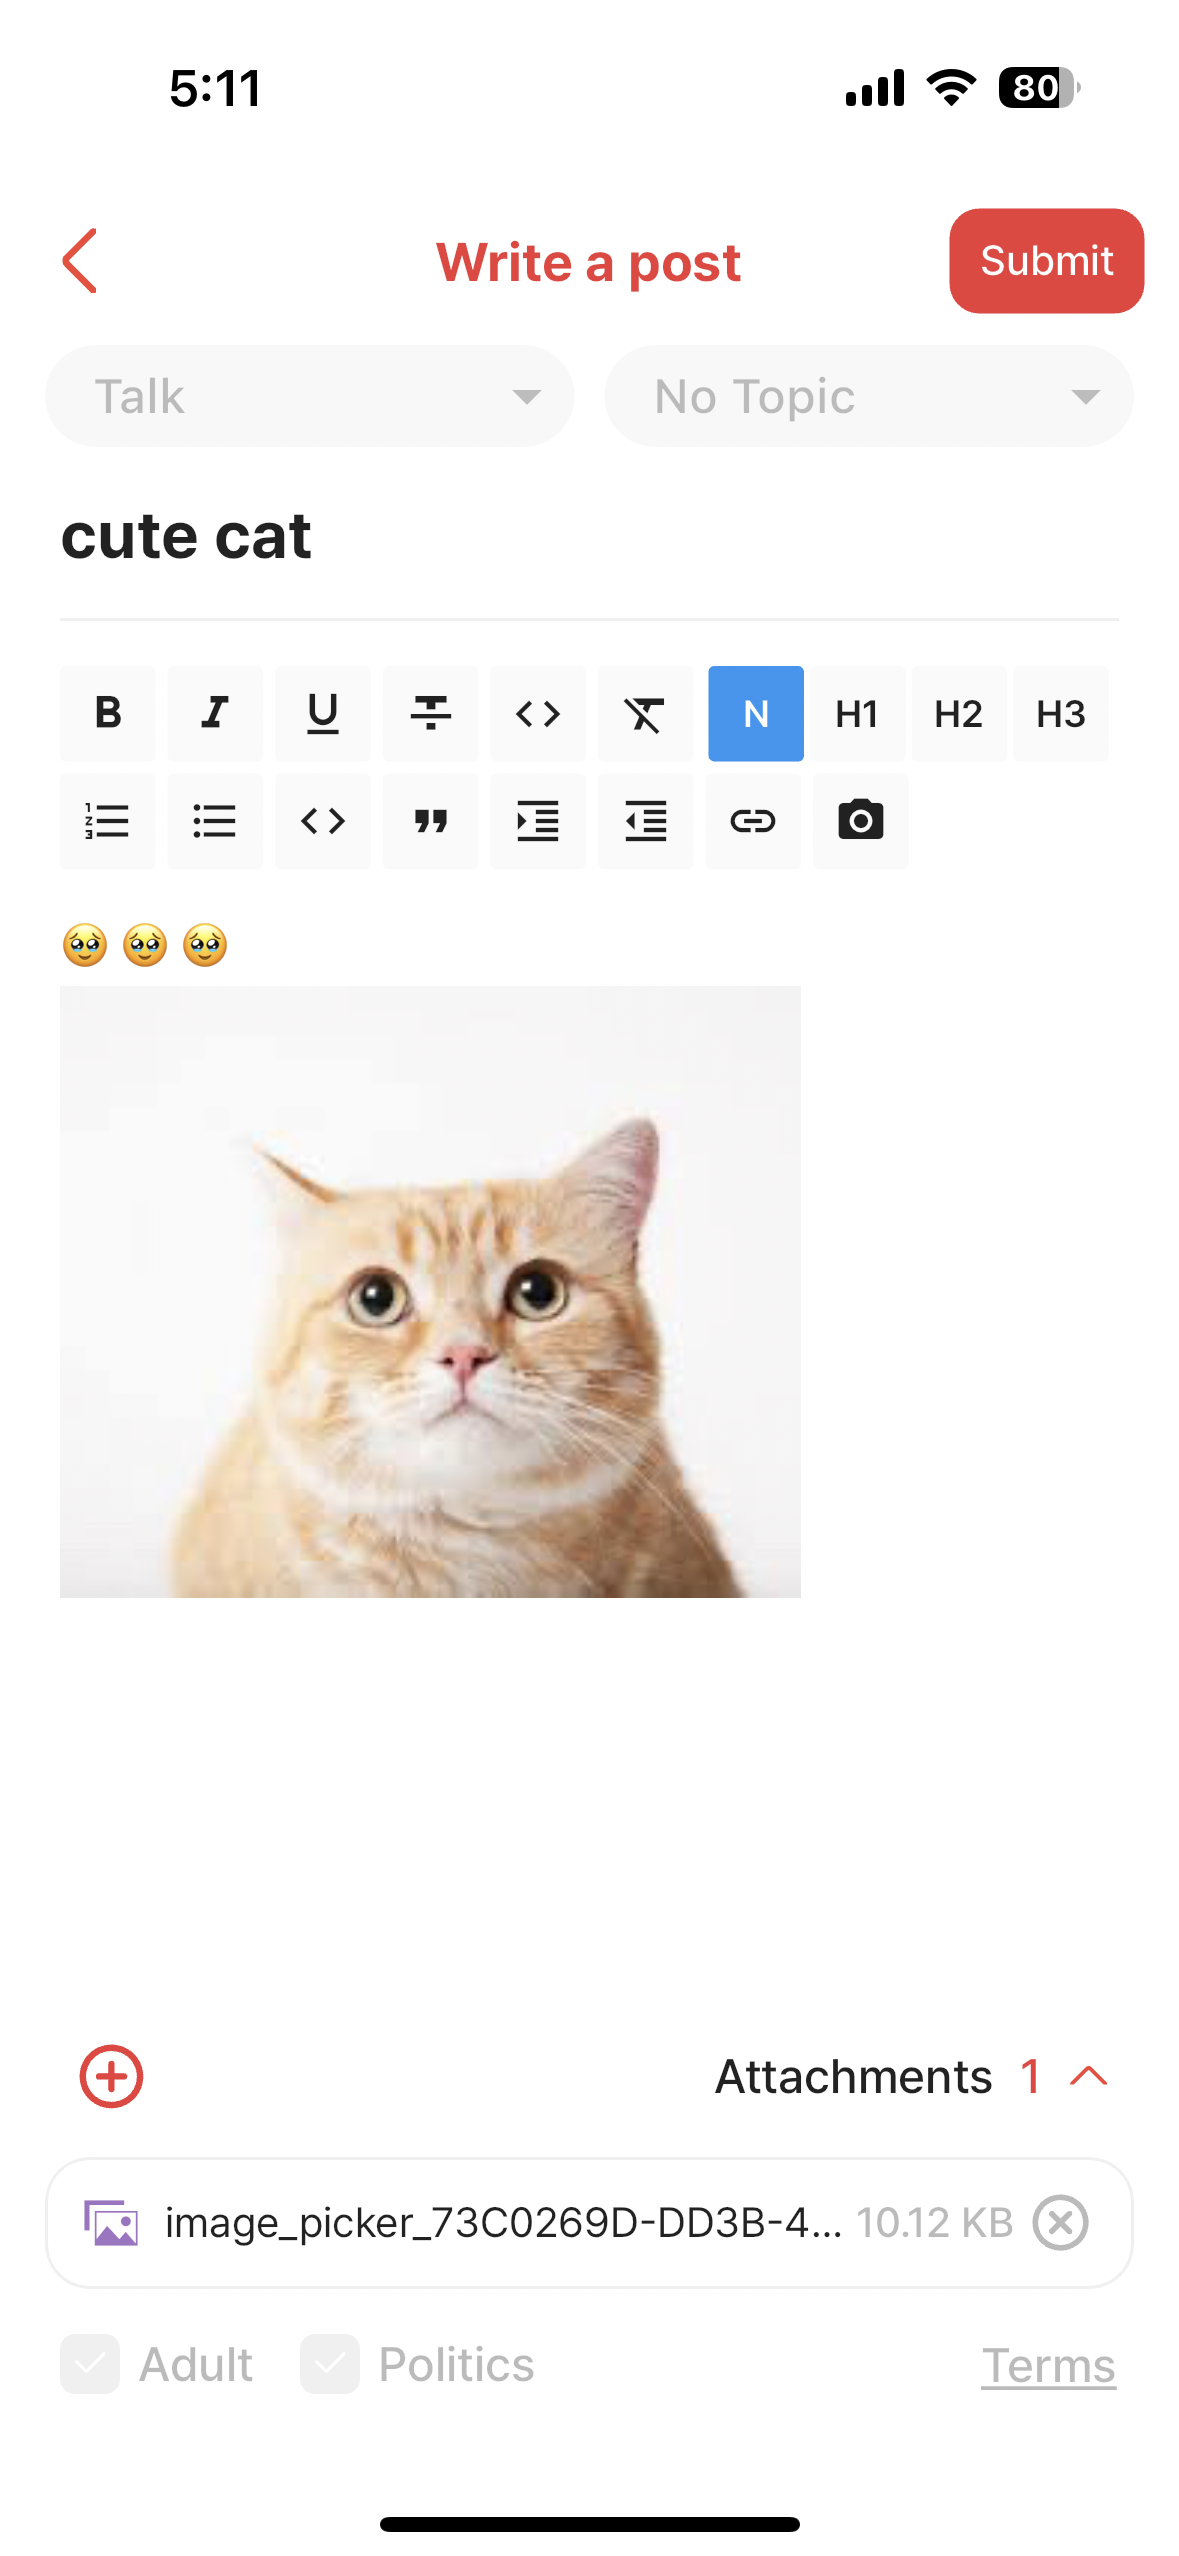 5:11
80
Write a post
Submit
Talk
No Topic
cute cat
B I U N H1 H2 H3
🥹 🥹 🥹
Attachments 1
image_picker_73C0269D-DD3B-4... 10.12 KB
Adult
Politics
Terms